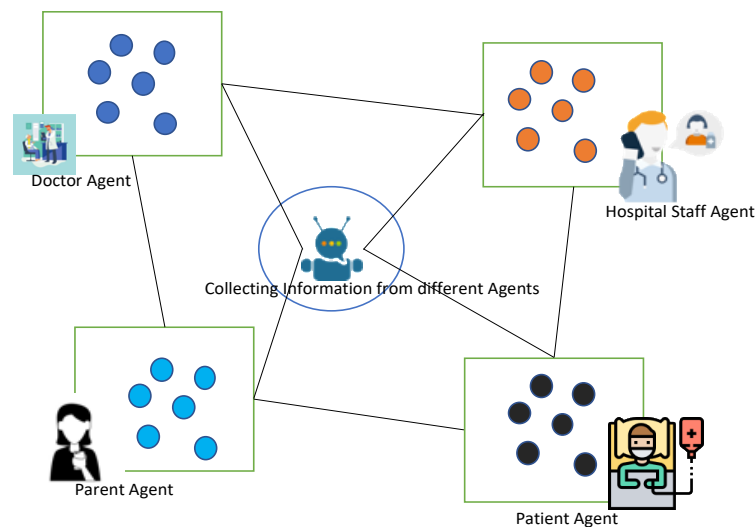 Doctor Agent
Hospital Staff Agent
Collecting Information from different Agents
Parent Agent
Patient Agent